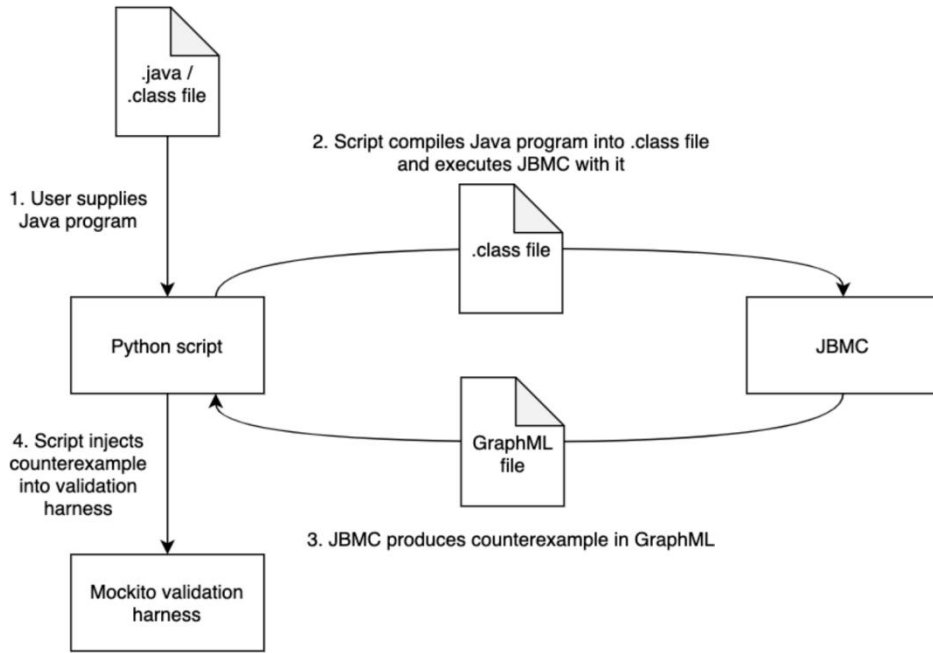 .java /
.class file
1. User supplies
Java program
2. Script compiles Java program into .class file
and executes JBMC with it
.class file
Python script
JBMC
4. Script injects
counterexample
into validation
harness
GraphML
file
3. JBMC produces counterexample in GraphML
Mockito validation
harness